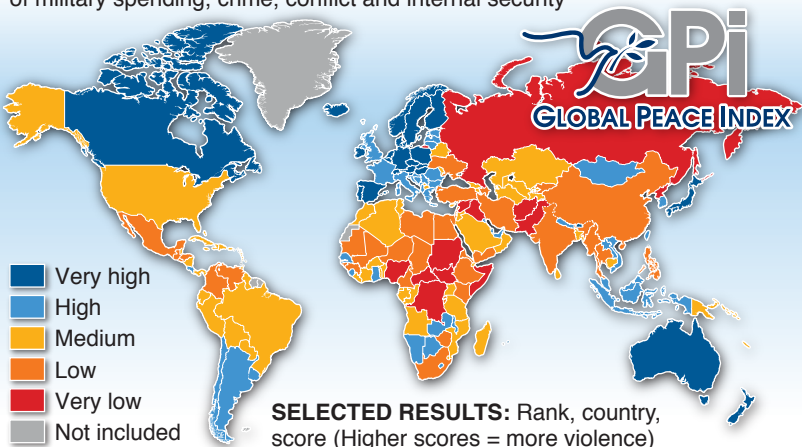 of military spending, crime, conflict and internal security
GPi
GLOBAL PEACE INDEX
Very high
High
Medium
Low
Very low
Not included
SELECTED RESULTS: Rank, country,
score (Higher scores = more violence)